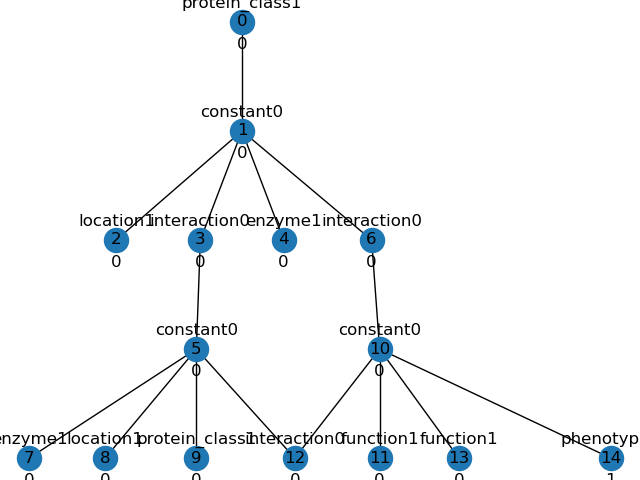 protein_class1
0
0
constant0
1
0
location1 interaction0 enzyme1 interaction0
2 3 4 6
0 0 0 0
constant0 constant0
5 10
0 0
enzyme1 location1 protein_class1 interaction0 function1 function1 phenotyp
7 8 9 12 11 13 14
0 0 0 0 0 0 1